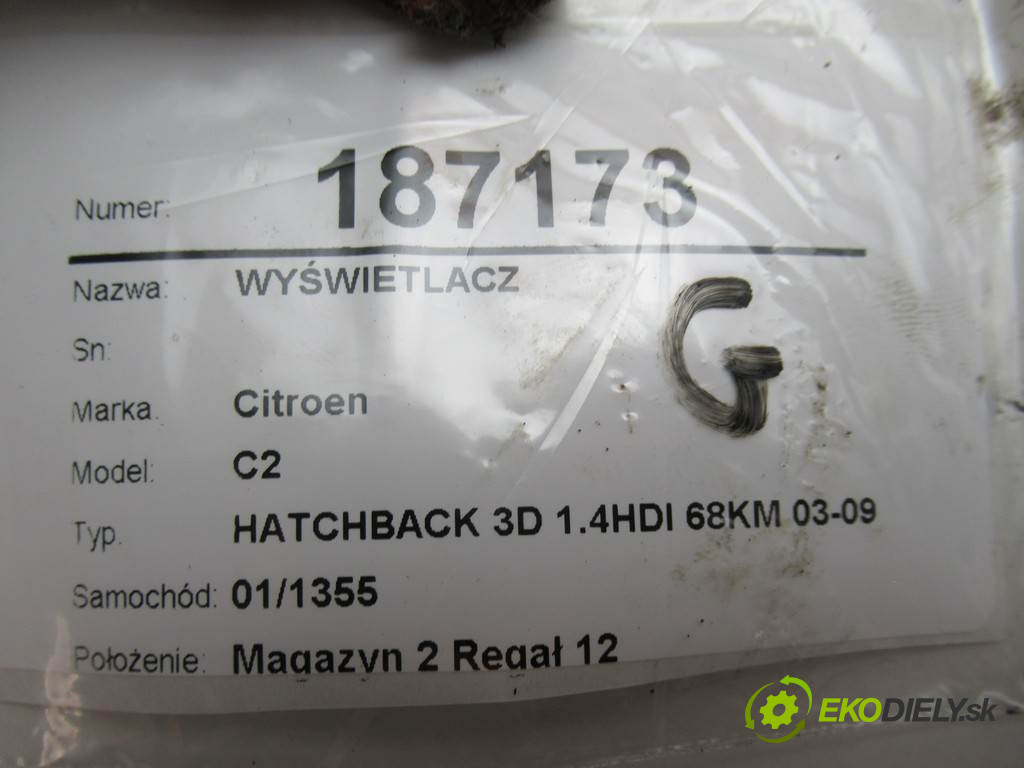 Numer: 187173
Nazwa: WYŚWIETLACZ
Sn:
G
Marka. Citroen
Model: C2
Typ. HATCHBACK 3D 1.4HDI 68KM 03-09
Samochód: 01/1355
Położenie: Magazyn 2 Regał 12
EKODIELY.sk